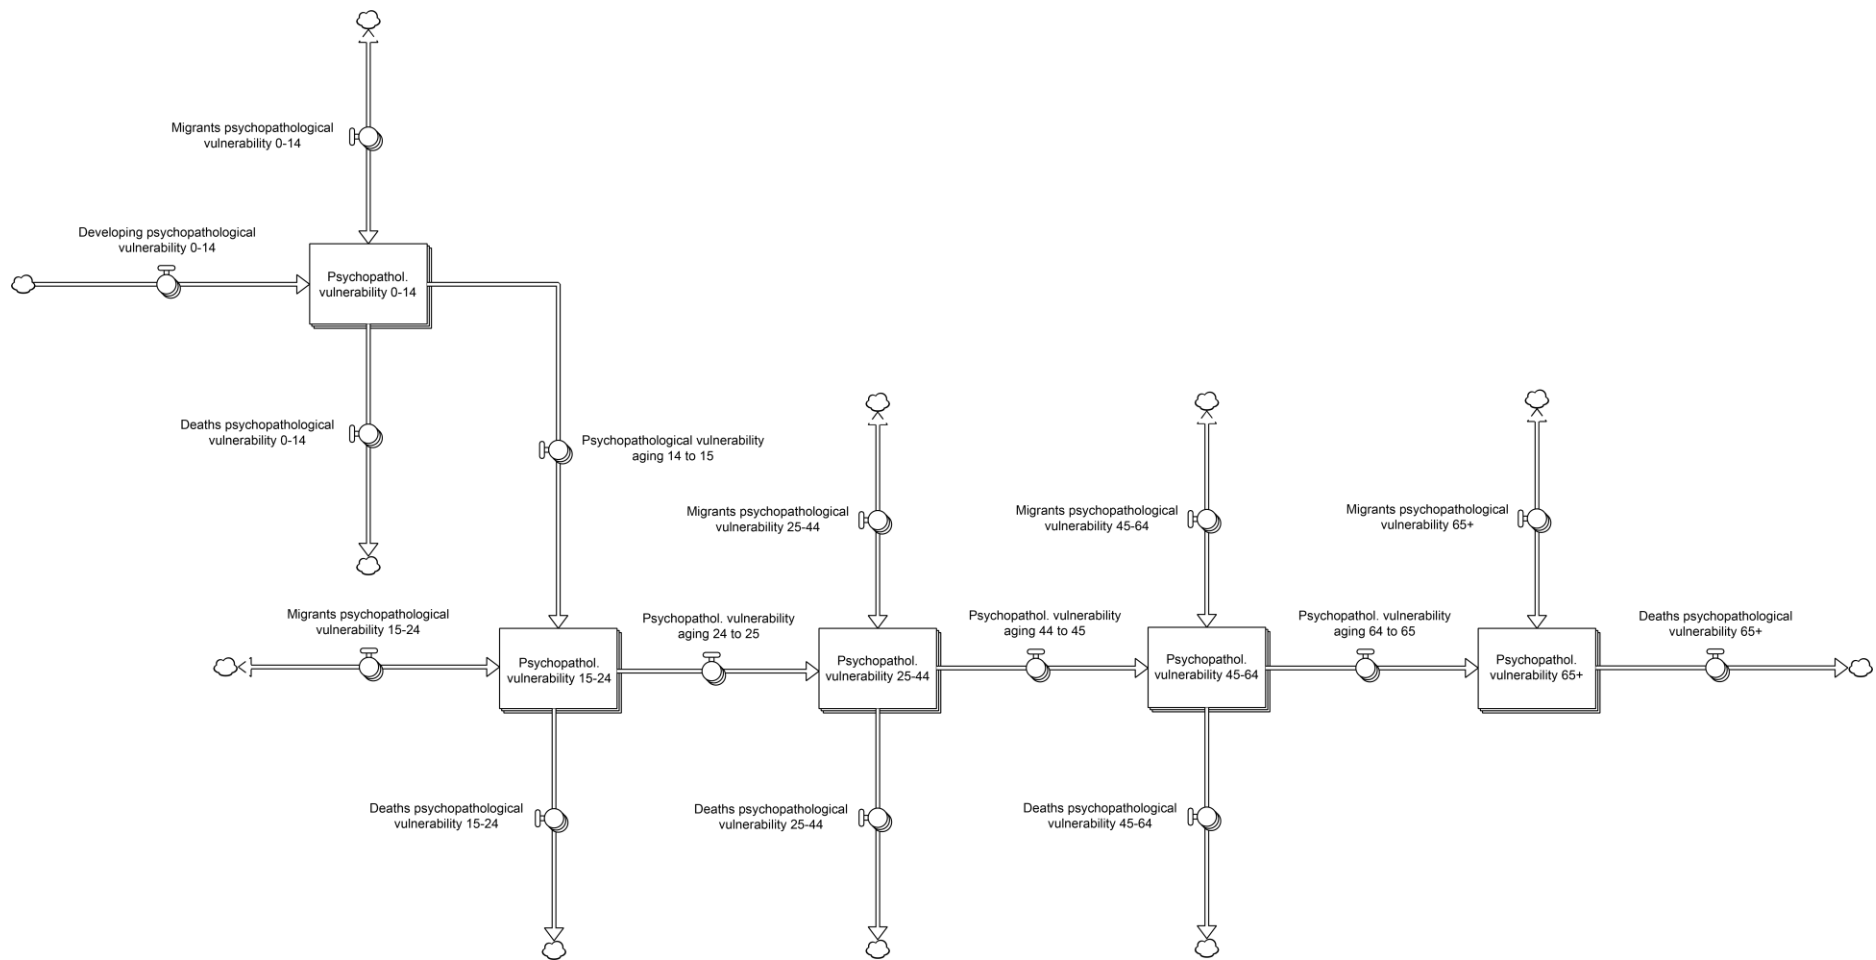 Migrants psychopathological
vulnerability 0-14
Developing psychopathological
vulnerability 0-14
Psychopathol.
vulnerability 0-14
Deaths psychopathological
vulnerability 0-14
Psychopathological vulnerability
aging 14 to 15
Migrants psychopathological
vulnerability 25-44
Migrants psychopathological
vulnerability 45-64
Migrants psychopathological
vulnerability 65+
Migrants psychopathological
vulnerability 15-24
Psychopathol. vulnerability
aging 24 to 25
Psychopathol. vulnerability
aging 44 to 45
Psychopathol. vulnerability
aging 64 to 65
Deaths psychopathological
vulnerability 65+
Psychopathol.
vulnerability 15-24
Psychopathol.
vulnerability 25-44
Psychopathol.
vulnerability 45-64
Psychopathol.
vulnerability 65+
Deaths psychopathological
vulnerability 15-24
Deaths psychopathological
vulnerability 25-44
Deaths psychopathological
vulnerability 45-64